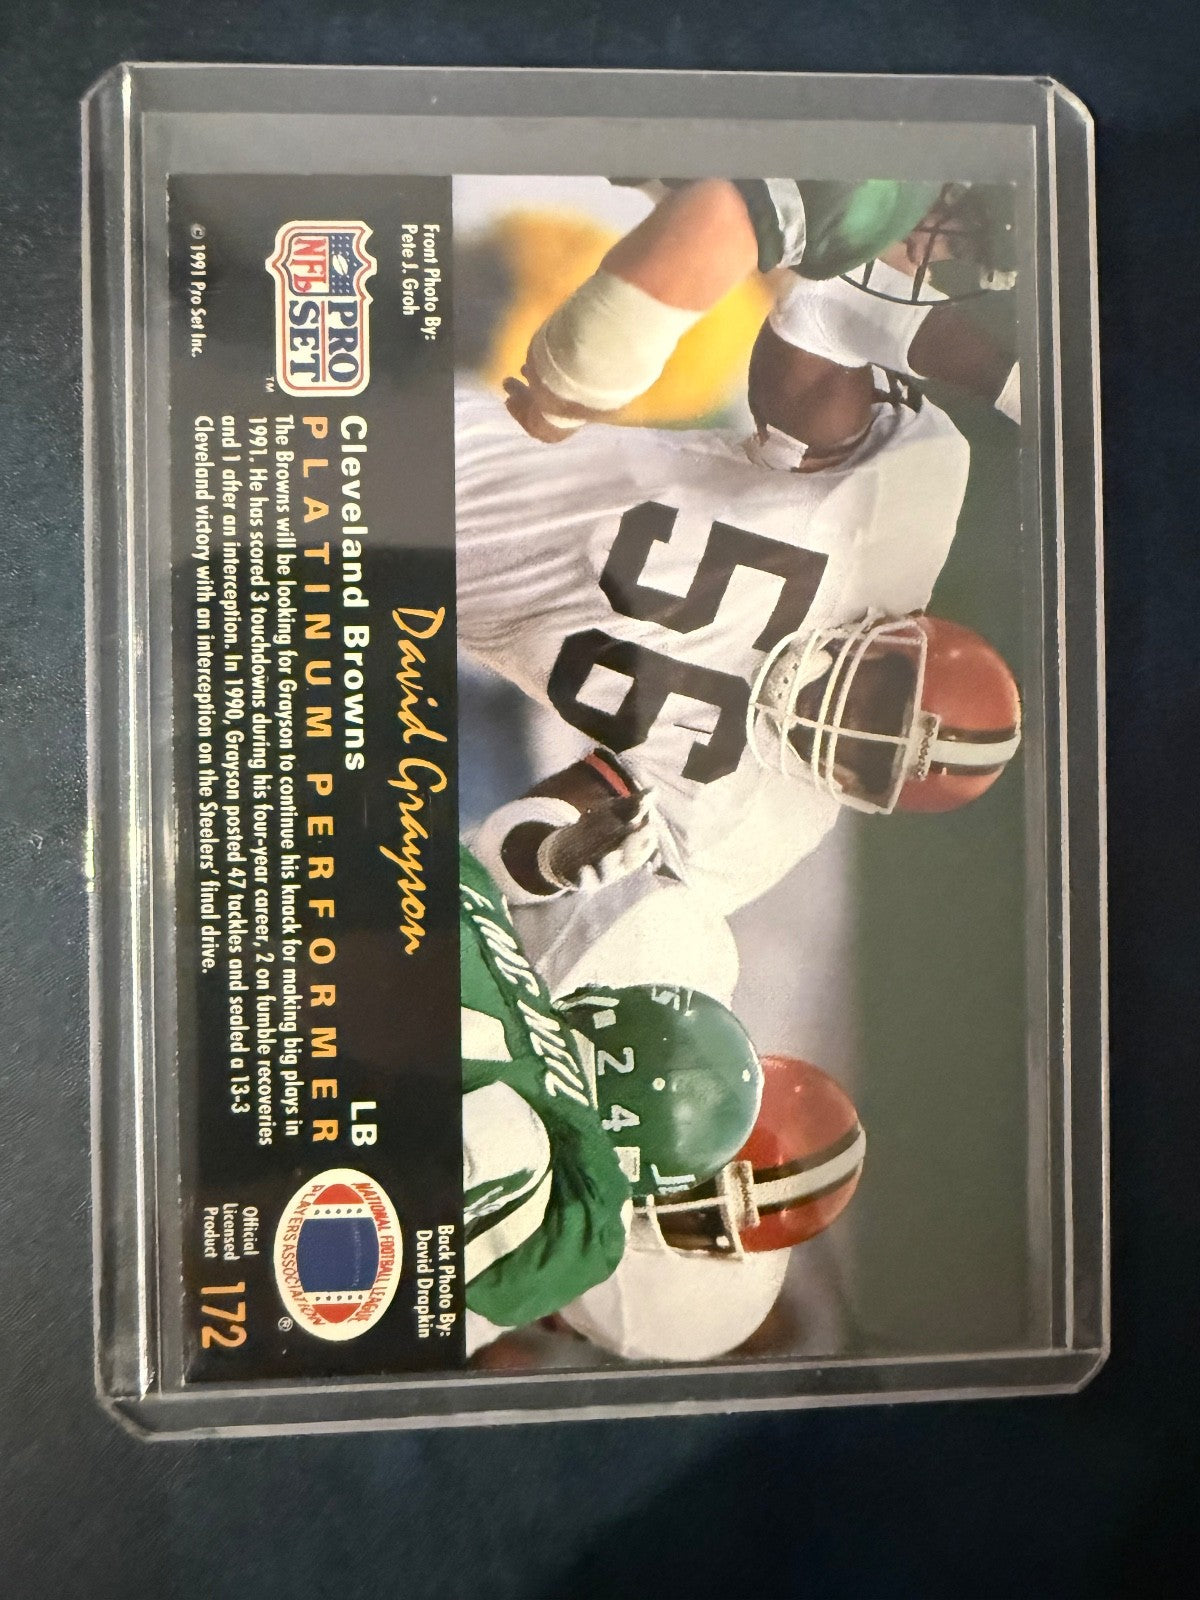 56
F. MC NEIL
24
Front Photo By:
Pete J. Groh
David Grayson
Back Photo By:
David Drapkin
PRO
SET
NFL
TM
Cleveland Browns LB
PLATINUM PERFORMER
The Browns will be looking for Grayson to continue his knack for making big plays in
1991. He has scored 3 touchdowns during his four-year career, 2 on fumble recoveries
and 1 after an interception. In 1990, Grayson posted 47 tackles and sealed a 13-3
Cleveland victory with an interception on the Steelers' final drive.
© 1991 Pro Set Inc.
NATIONAL FOOTBALL LEAGUE
PLAYERS ASSOCIATION
®
Official
Licensed
Product
172